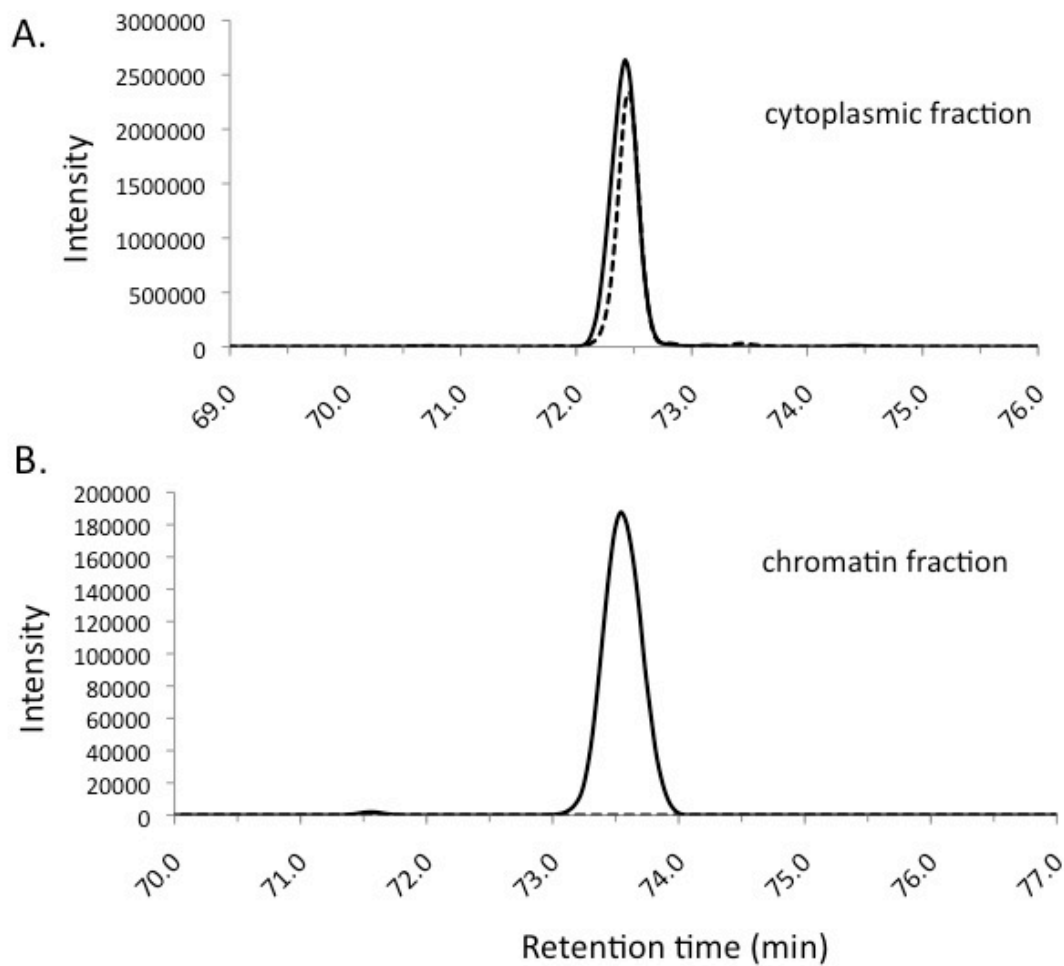 A.
3000000
2500000
2000000
1500000
1000000
500000
0
Intensity
cytoplasmic fraction
69.0 70.0 71.0 72.0 73.0 74.0 75.0 76.0
B.
200000
180000
160000
140000
120000
100000
80000
60000
40000
20000
0
Intensity
chromatin fraction
70.0 71.0 72.0 73.0 74.0 75.0 76.0 77.0
Retention time (min)